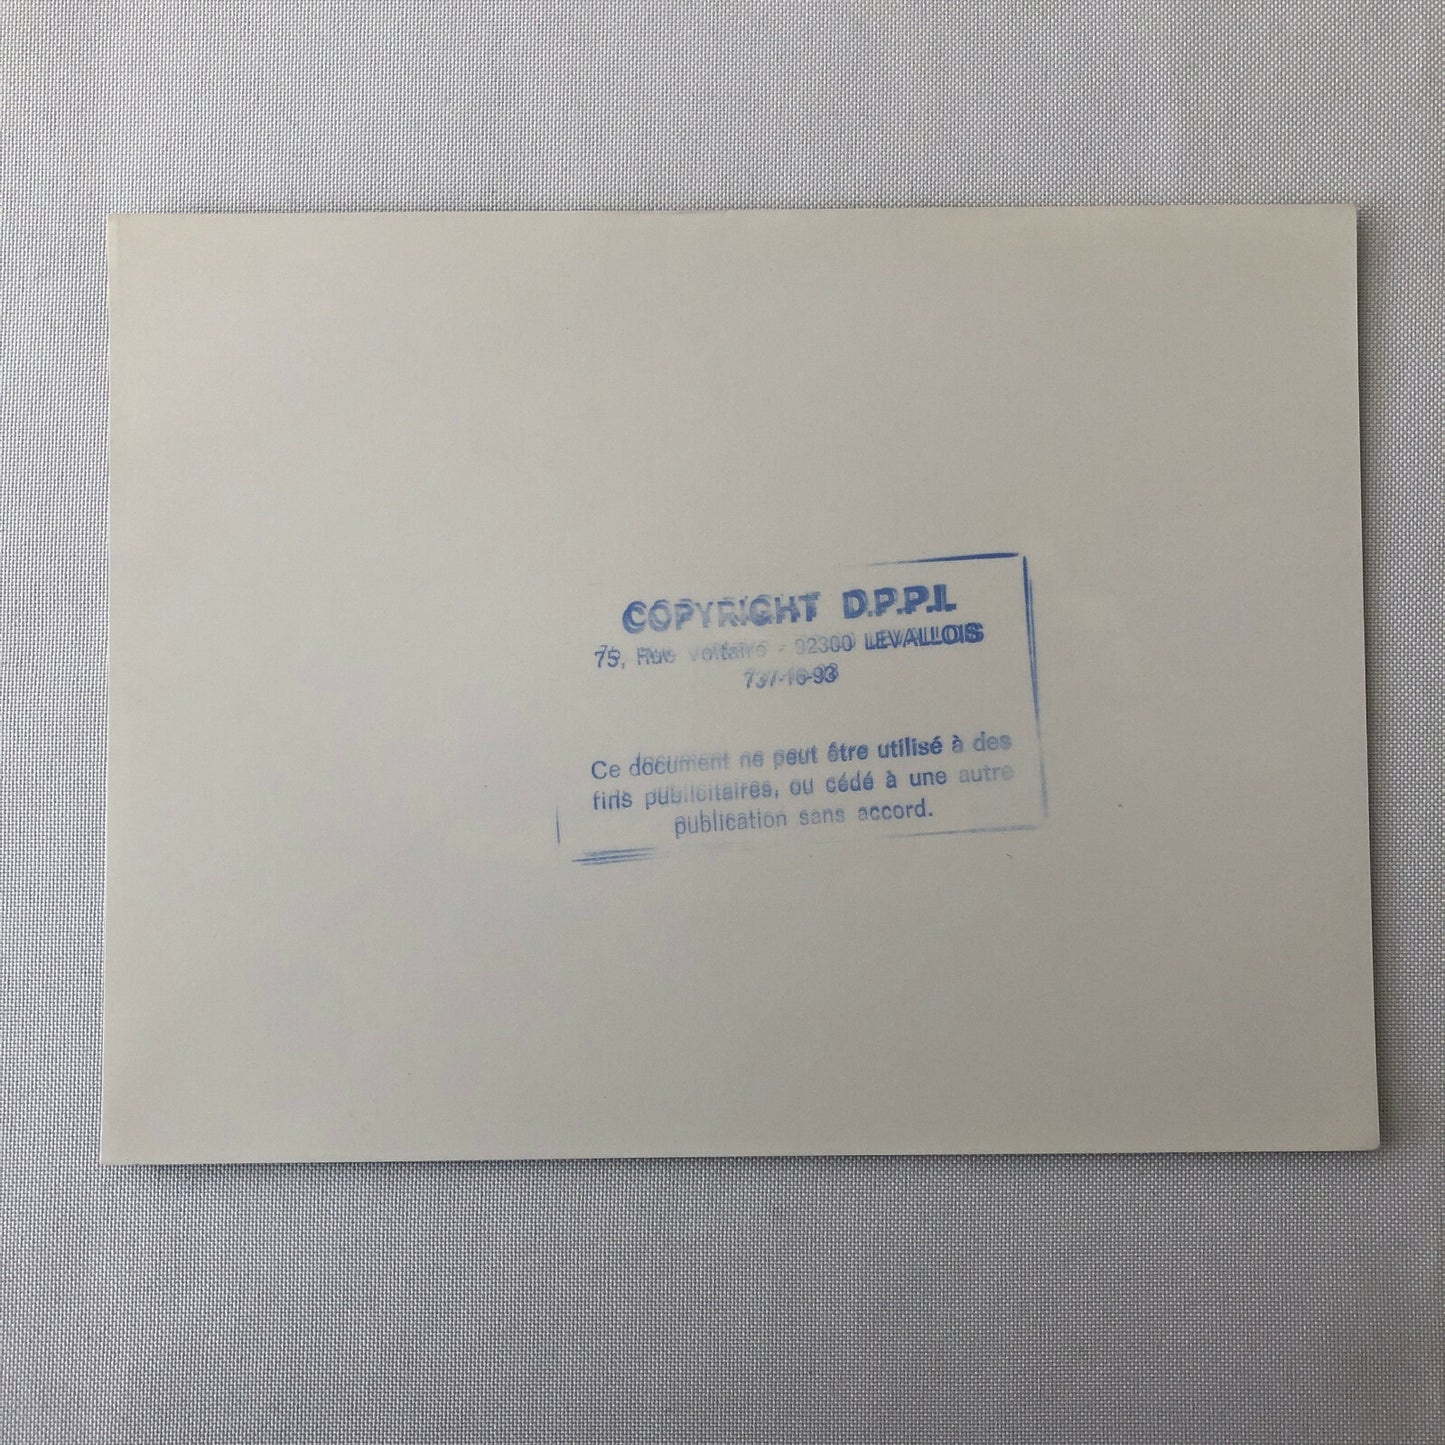 COPYRIGHT D.P.P.I.
75, Rue Voltaire - 92300 LEVALLOIS
737-16-93
Ce document ne peut être utilisé à des
fins publicitaires, ou cédé à une autre
publication sans accord.